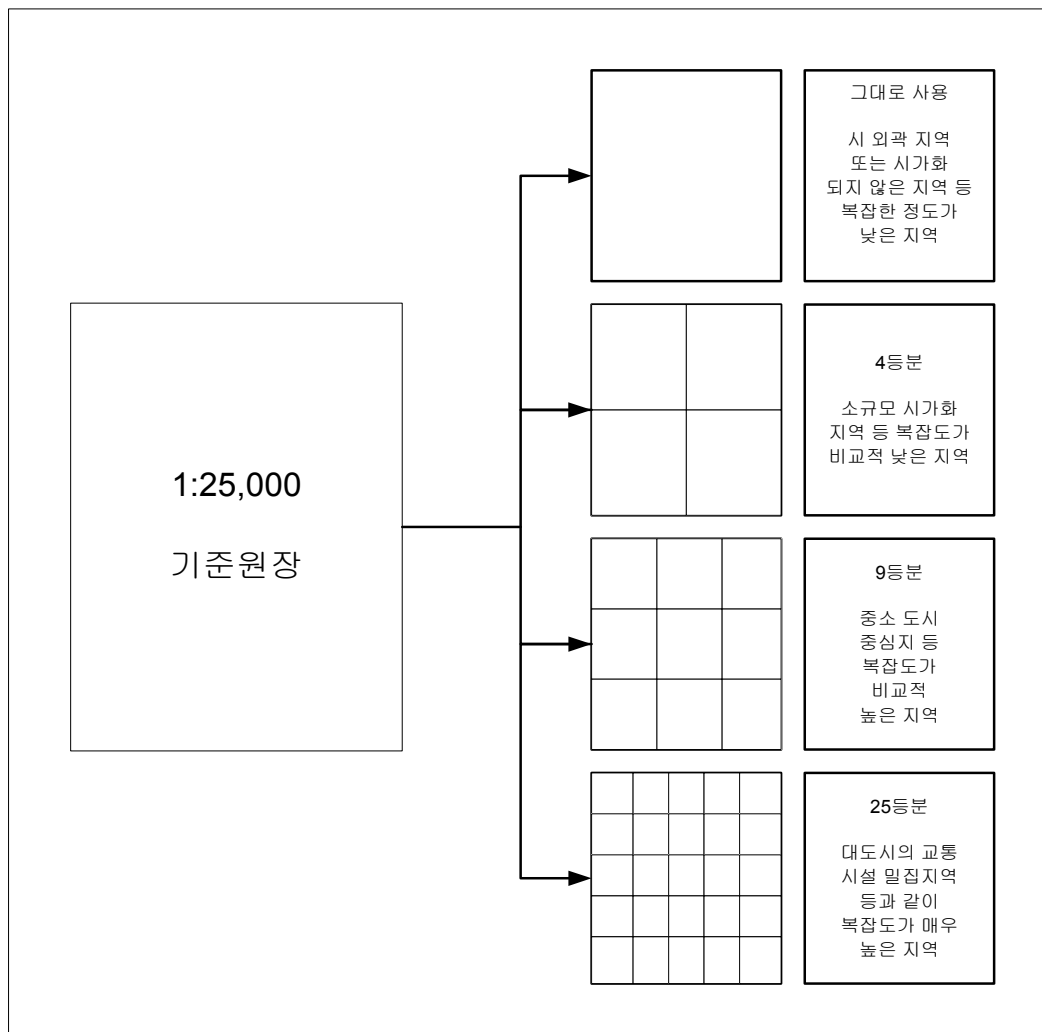 1:25,000
기준원장
그대로 사용
시 외곽 지역
또는 시가화
되지 않은 지역 등
복잡한 정도가
낮은 지역
4등분
소규모 시가화
지역 등 복잡도가
비교적 낮은 지역
9등분
중소 도시
중심지 등
복잡도가
비교적
높은 지역
25등분
대도시의 교통
시설 밀집지역
등과 같이
복잡도가 매우
높은 지역